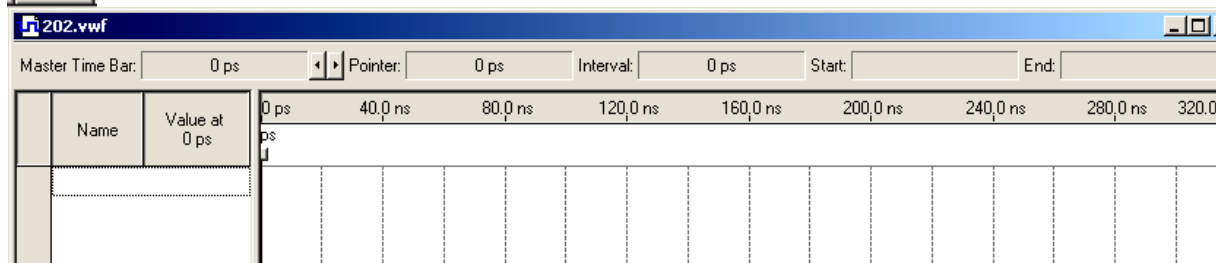 202.vwf
Master Time Bar: 0 ps Pointer: 0 ps Interval: 0 ps Start: End:
Name
Value at
0 ps
0 ps 40.0 ns 80.0 ns 120.0 ns 160.0 ns 200.0 ns 240.0 ns 280.0 ns 320.0
ps